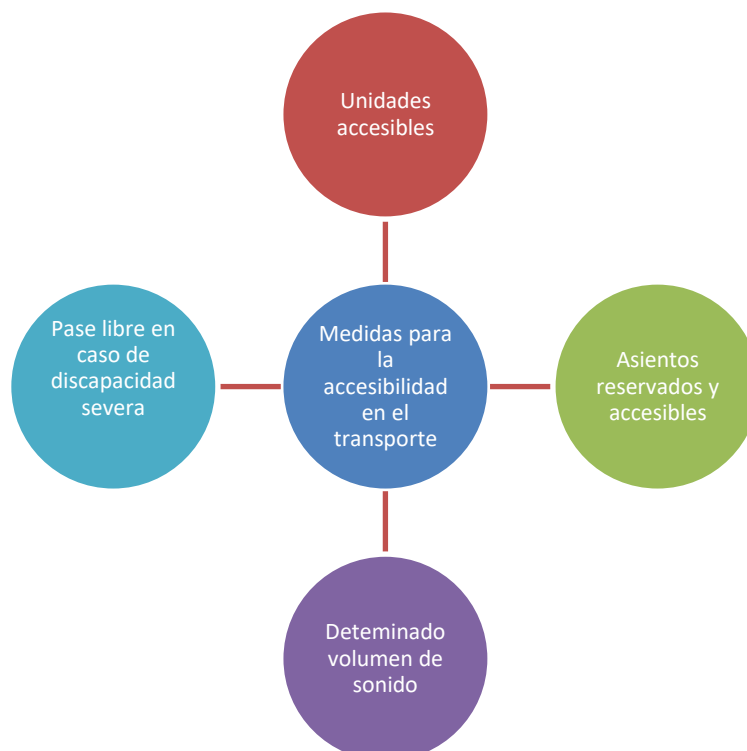 Unidades
accesibles
Pase libre en
caso de
discapacidad
severa
Medidas para
la
accesibilidad
en el
transporte
Asientos
reservados y
accesibles
Deteminado
volumen de
sonido